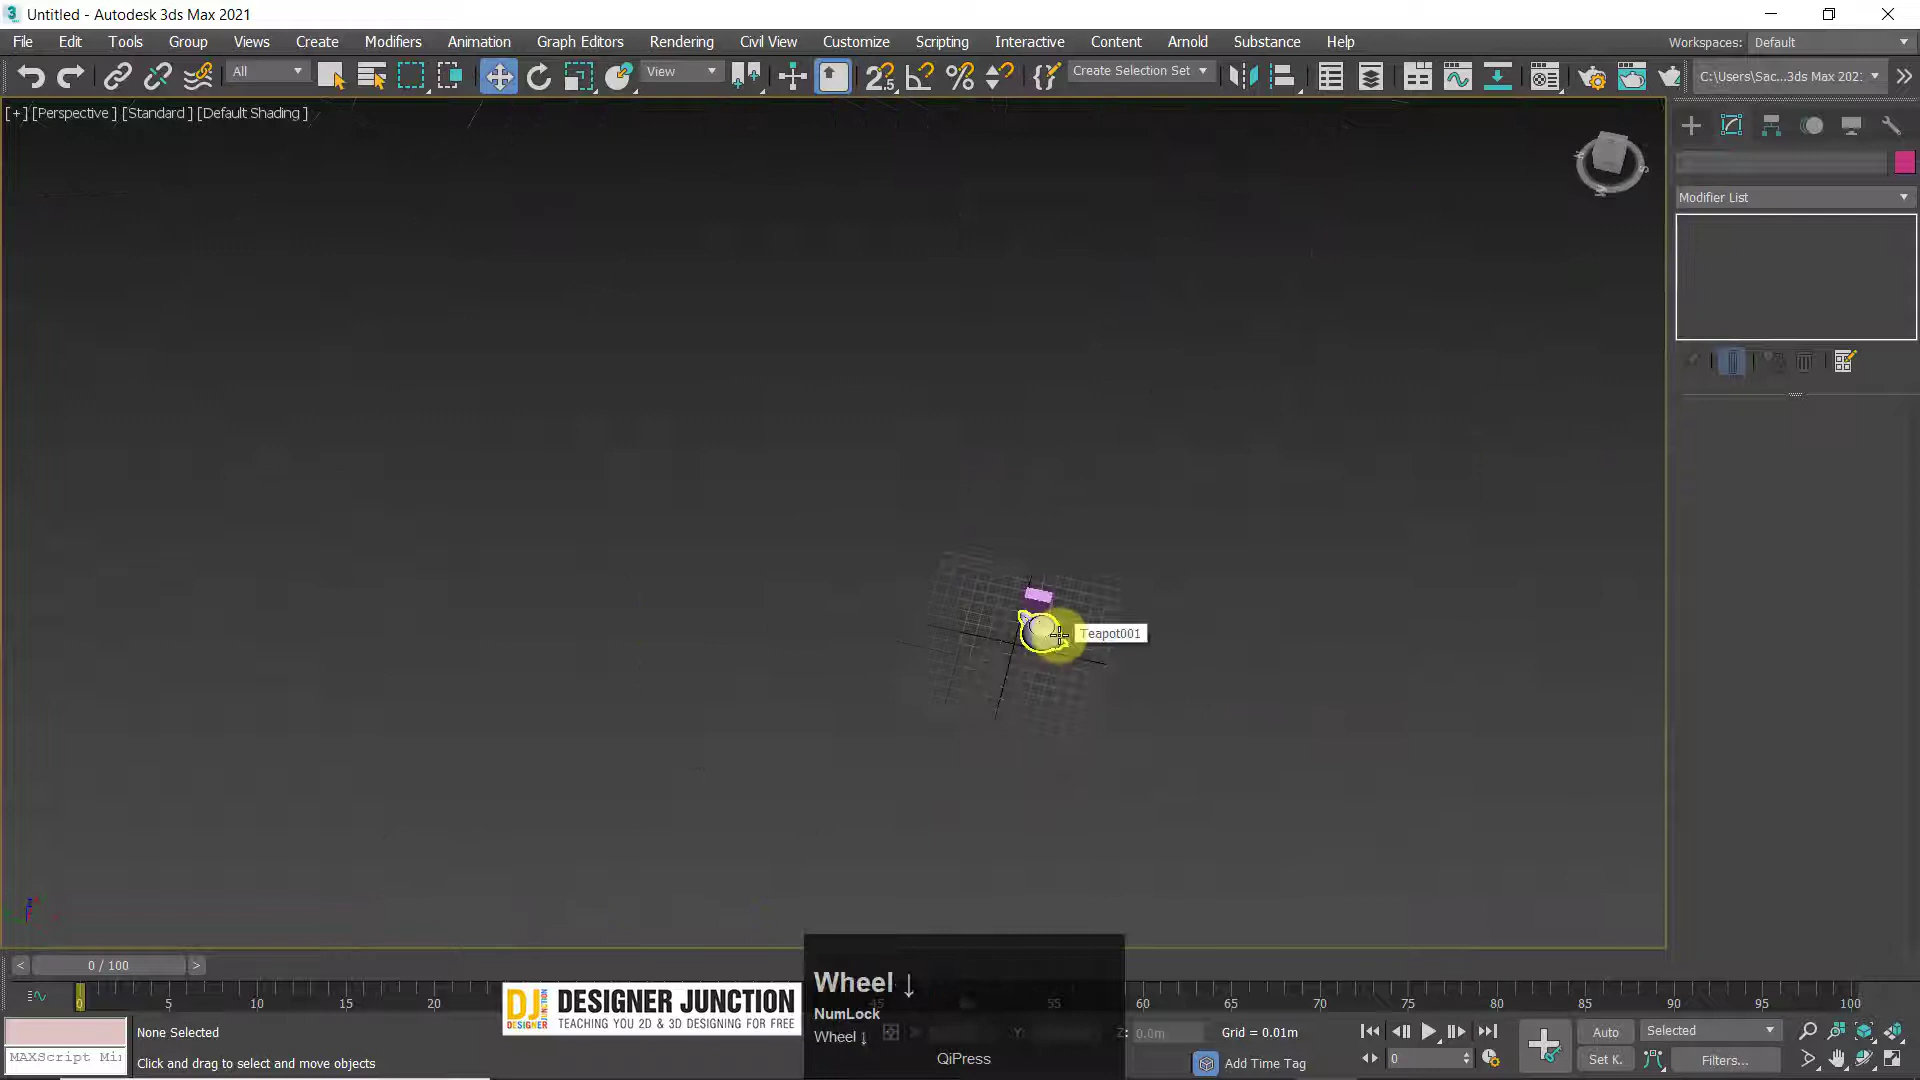 Untitled - Autodesk 3ds Max 2021
File Edit Tools Group Views Create Modifiers Animation Graph Editors Rendering Civil View Customize Scripting Interactive Content Arnold Substance Help Workspaces: Default
All View Create Selection Set C:\Users\Sac...3ds Max 202:
[+] [Perspective ] [Standard ] [Default Shading ]
Modifier List
Teapot001
< 0 / 100 >
0 5 10 15 20 45 55 60 65 70 75 80 85 90 95 100
DJ DESIGNER JUNCTION
DESIGNER TEACHING YOU 2D & 3D DESIGNING FOR FREE
Wheel ↓
NumLock
Wheel ↓
QiPress
None Selected
Y: Z: 0.0m Grid = 0.01m
Auto Selected
MAXScript Mi
Click and drag to select and move objects
Add Time Tag
0
Set K. Filters...